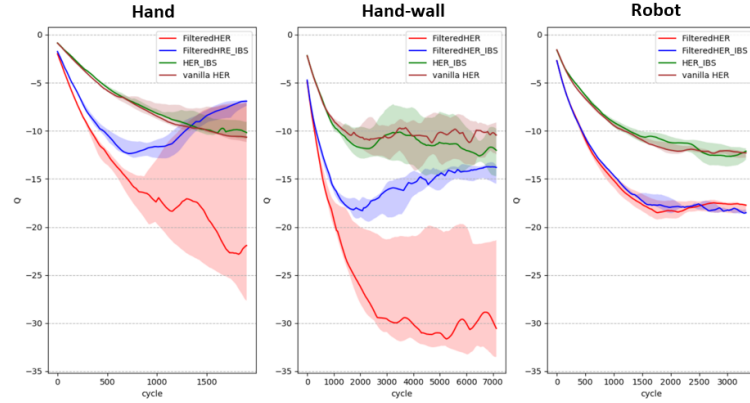 Hand
Hand-wall
Robot
FilteredHER
FilteredHRE_IBS
HER_IBS
vanilla HER
FilteredHER
FilteredHER_IBS
HER_IBS
vanilla HER
FilteredHER
FilteredHER_IBS
HER_IBS
vanilla HER
0
−5
−10
−15
−20
−25
−30
−35
Q
0 500 1000 1500
cycle
0
−5
−10
−15
−20
−25
−30
−35
Q
0 1000 2000 3000 4000 5000 6000 7000
cycle
0
−5
−10
−15
−20
−25
−30
−35
Q
0 500 1000 1500 2000 2500 3000
cycle